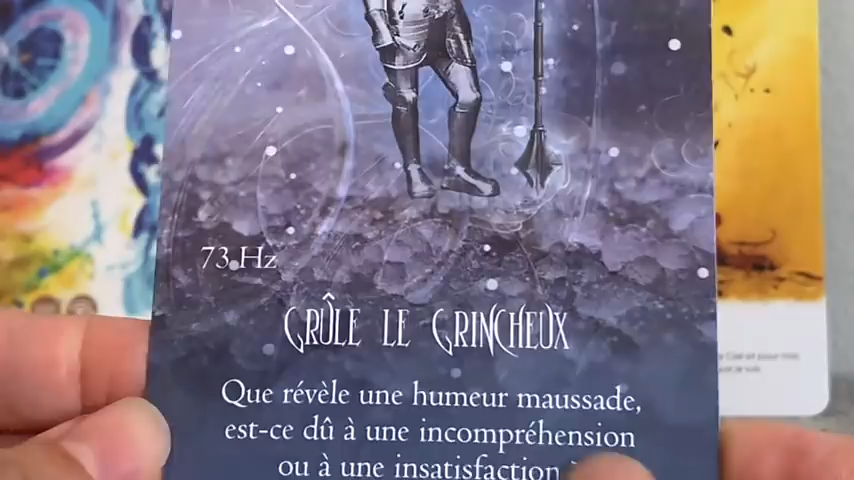 73 Hz
GRÛLE LE GRINCHEUX
Que révèle une humeur maussade,
est-ce dû à une incompréhension
ou à une insatisfaction